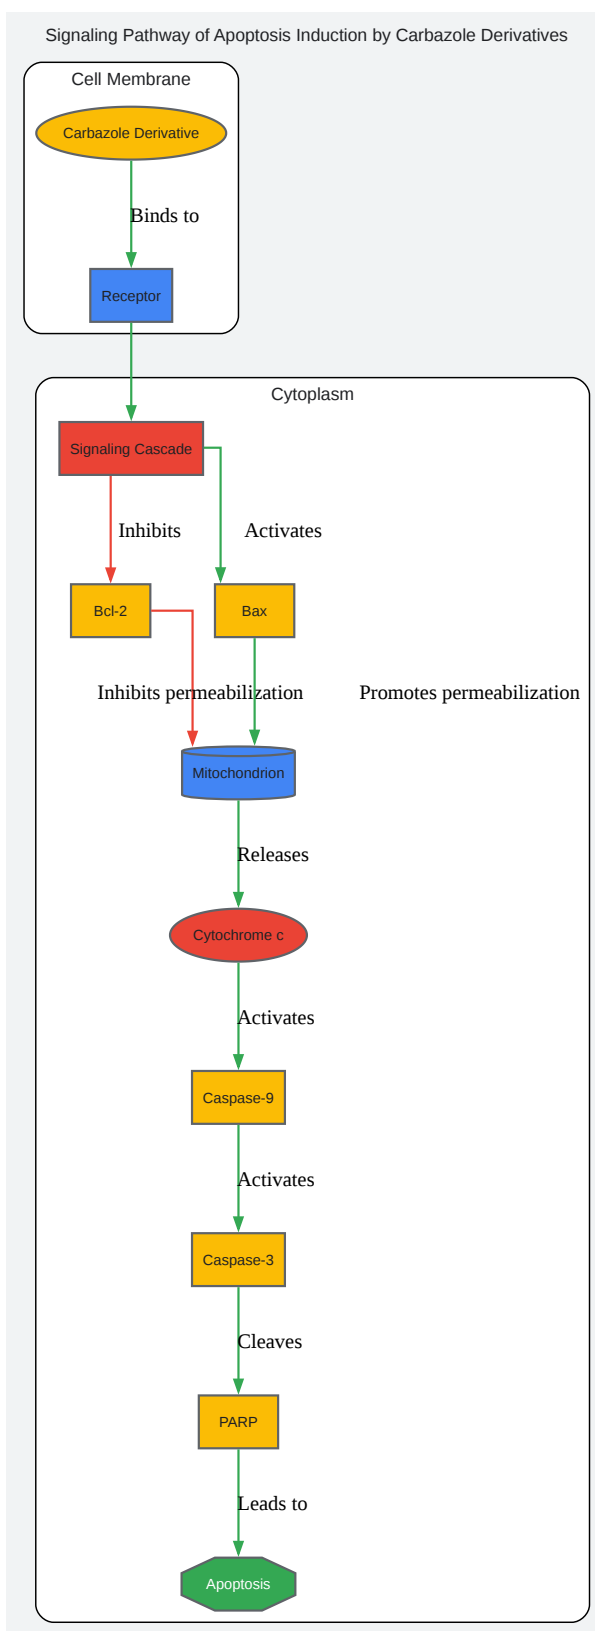 Signaling Pathway of Apoptosis Induction by Carbazole Derivatives
Cell Membrane
Carbazole Derivative
Binds to
Receptor
Cytoplasm
Signaling Cascade
Inhibits
Activates
Bcl-2
Bax
Inhibits permeabilization
Promotes permeabilization
Mitochondrion
Releases
Cytochrome c
Activates
Caspase-9
Activates
Caspase-3
Cleaves
PARP
Leads to
Apoptosis